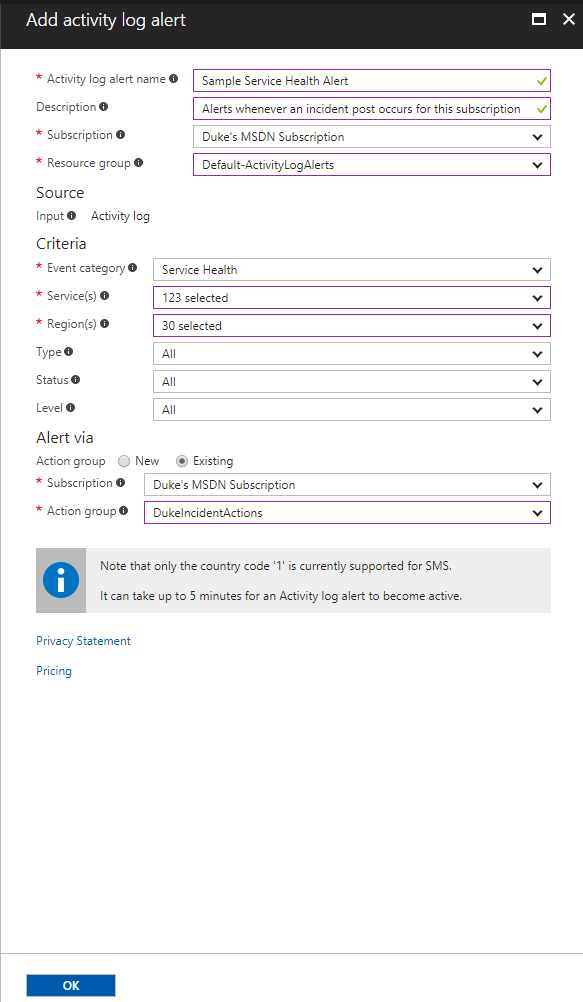 Add activity log alert
* Activity log alert name Sample Service Health Alert
Description Alerts whenever an incident post occurs for this subscription
* Subscription Duke's MSDN Subscription
* Resource group Default-ActivityLogAlerts
Source
Input Activity log
Criteria
* Event category Service Health
* Service(s) 123 selected
* Region(s) 30 selected
Type All
Status All
Level All
Alert via
Action group New Existing
* Subscription Duke's MSDN Subscription
* Action group DukeIncidentActions
Note that only the country code '1' is currently supported for SMS.
It can take up to 5 minutes for an Activity log alert to become active.
Privacy Statement
Pricing
OK